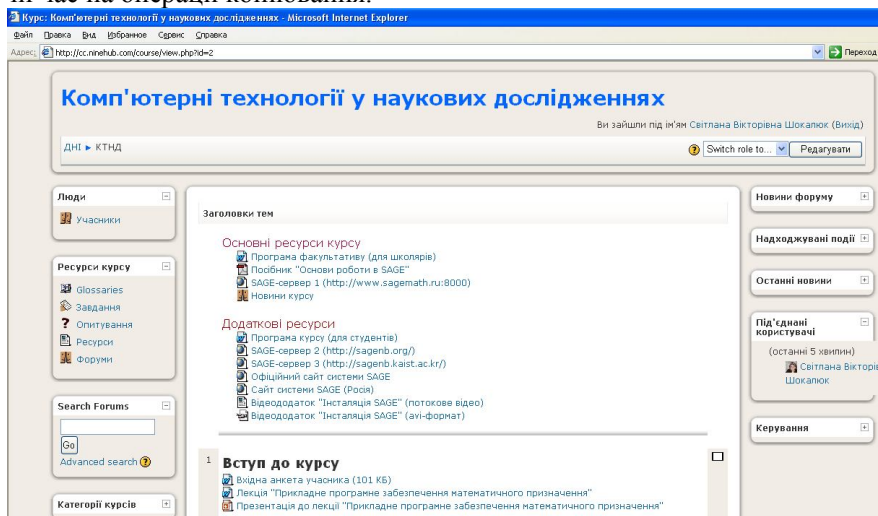 чи час на операції копіювання.
Курс: Комп'ютерні технології у наукових дослідженнях - Microsoft Internet Explorer
Файл Правка Вид Избранное Сервис Справка
Адрес: http://cc.ninehub.com/course/view.php?id=2 Переход
Комп'ютерні технології у наукових дослідженнях
Ви зайшли під ім'ям Світлана Вікторівна Шокалюк (Вихід)
ДНІ ► КТНД
Switch role to... Редагувати
Люди
Учасники
Ресурси курсу
Glossaries
Завдання
Опитування
Ресурси
Форуми
Search Forums
Go
Advanced search
Категорії курсів
Заголовки тем
Основні ресурси курсу
Програма факультативу (для школярів)
Посібник "Основи роботи в SAGE"
SAGE-сервер 1 (http://www.sagemath.ru:8000)
Новини курсу
Додаткові ресурси
Програма курсу (для студентів)
SAGE-сервер 2 (http://sagenb.org/)
SAGE-сервер 3 (http://sagenb.kaist.ac.kr/)
Офіційний сайт системи SAGE
Сайт системи SAGE (Росія)
Відеододаток "Інсталяція SAGE" (потокове відео)
Відеододаток "Інсталяція SAGE" (avi-формат)
1 Вступ до курсу
Вхідна анкета учасника (101 КБ)
Лекція "Прикладне програмне забезпечення математичного призначення"
Презентація до лекції "Прикладне програмне забезпечення математичного призначення"
Новини форуму
Надходжувані події
Останні новини
Під'єднані
користувачі
(останні 5 хвилин)
Світлана Вікторів
Шокалюк
Керування